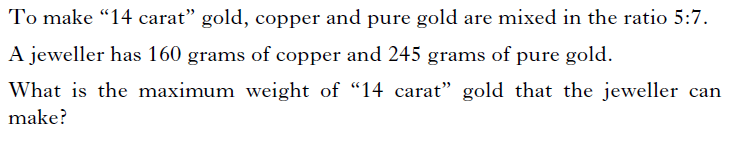 To make “14 carat” gold, copper and pure gold are mixed in the ratio 5:7.
A jeweller has 160 grams of copper and 245 grams of pure gold.
What is the maximum weight of “14 carat” gold that the jeweller can
make?